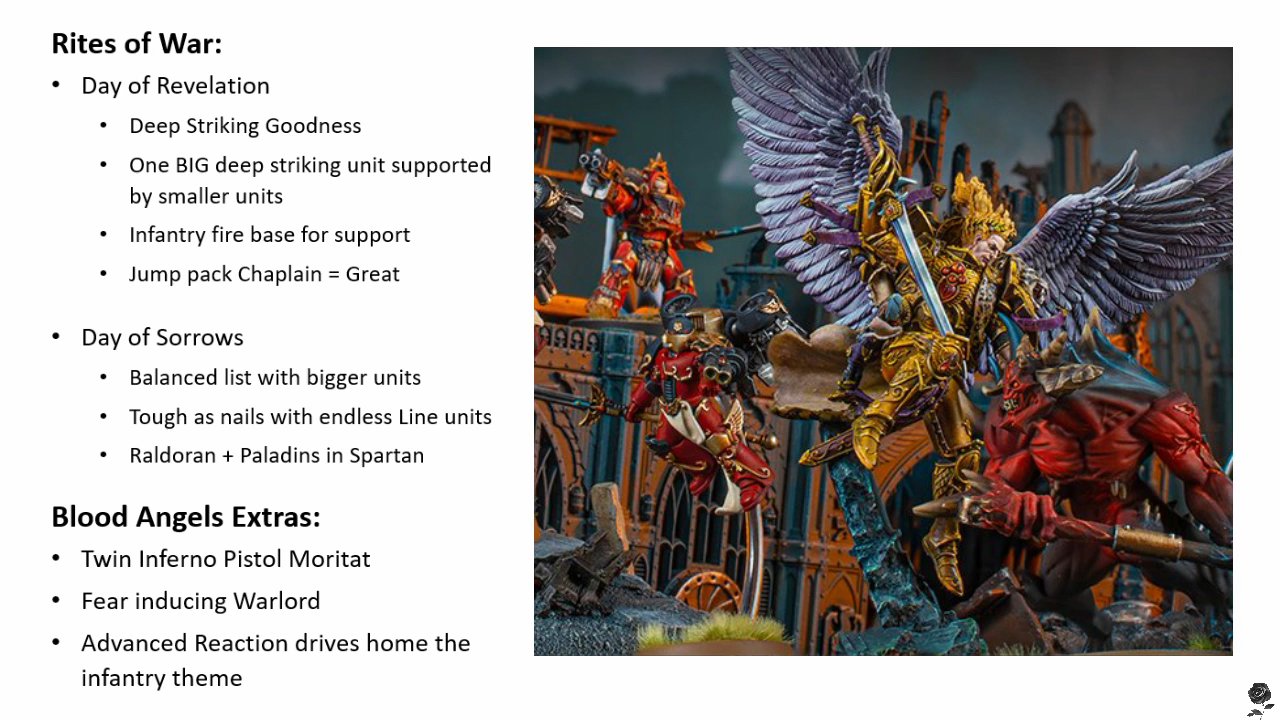 Rites of War:
• Day of Revelation
• Deep Striking Goodness
• One BIG deep striking unit supported
by smaller units
• Infantry fire base for support
• Jump pack Chaplain = Great
• Day of Sorrows
• Balanced list with bigger units
• Tough as nails with endless Line units
• Raldoran + Paladins in Spartan
Blood Angels Extras:
• Twin Inferno Pistol Moritat
• Fear inducing Warlord
• Advanced Reaction drives home the
infantry theme